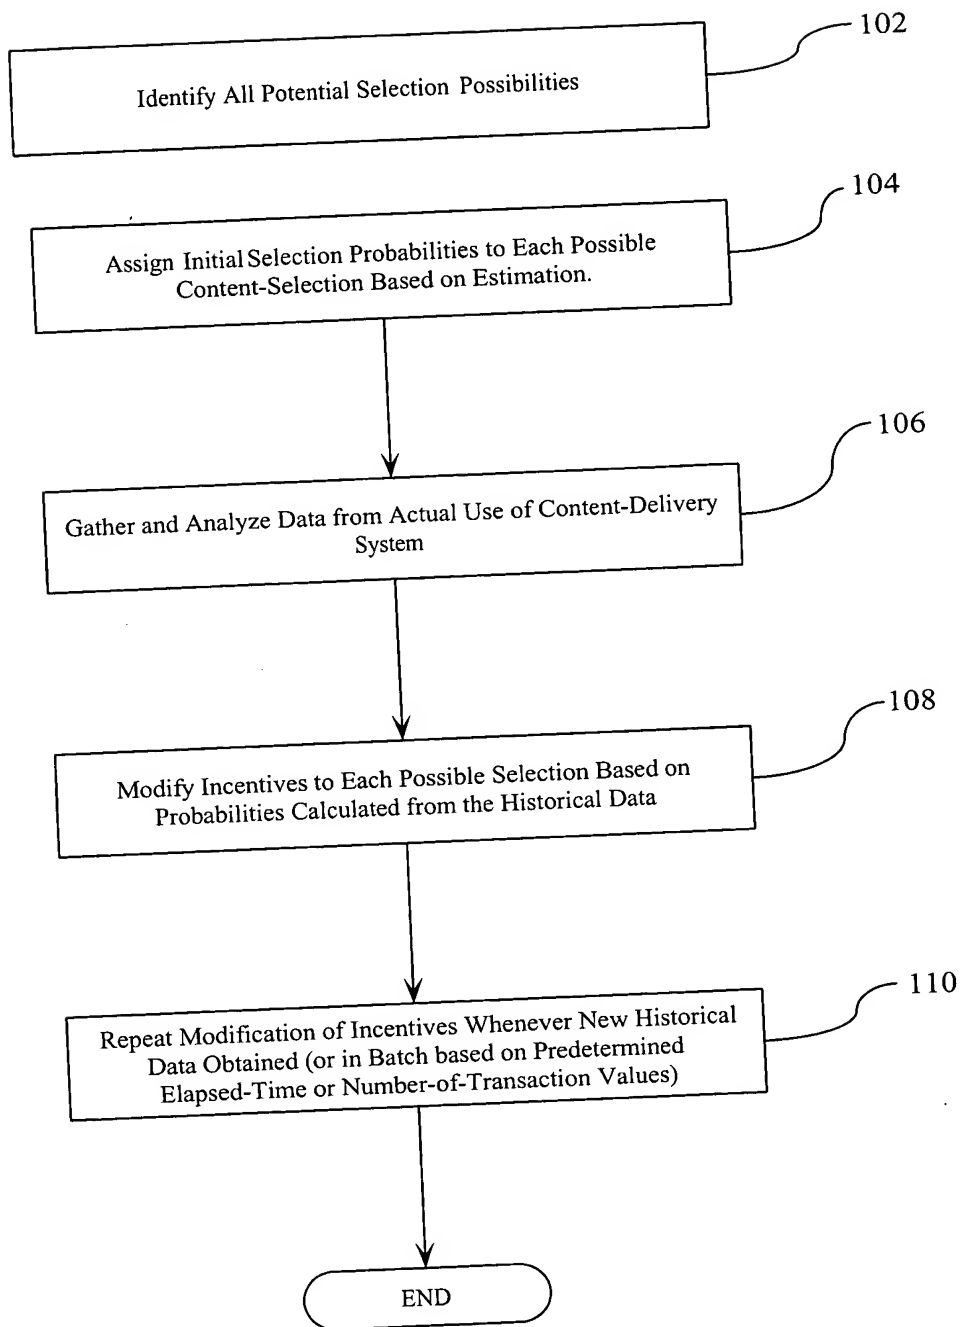 102
Identify All Potential Selection Possibilities
104
Assign Initial Selection Probabilities to Each Possible
Content-Selection Based on Estimation.
106
Gather and Analyze Data from Actual Use of Content-Delivery
System
108
Modify Incentives to Each Possible Selection Based on
Probabilities Calculated from the Historical Data
110
Repeat Modification of Incentives Whenever New Historical
Data Obtained (or in Batch based on Predetermined
Elapsed-Time or Number-of-Transaction Values)
END